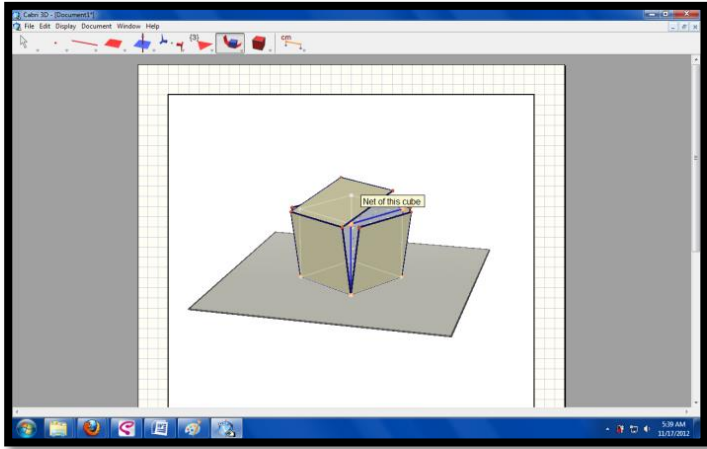 Cabri 3D - [Document1*]
File Edit Display Document Window Help
{3}
cm
Net of this cube
5:39 AM
11/17/2012